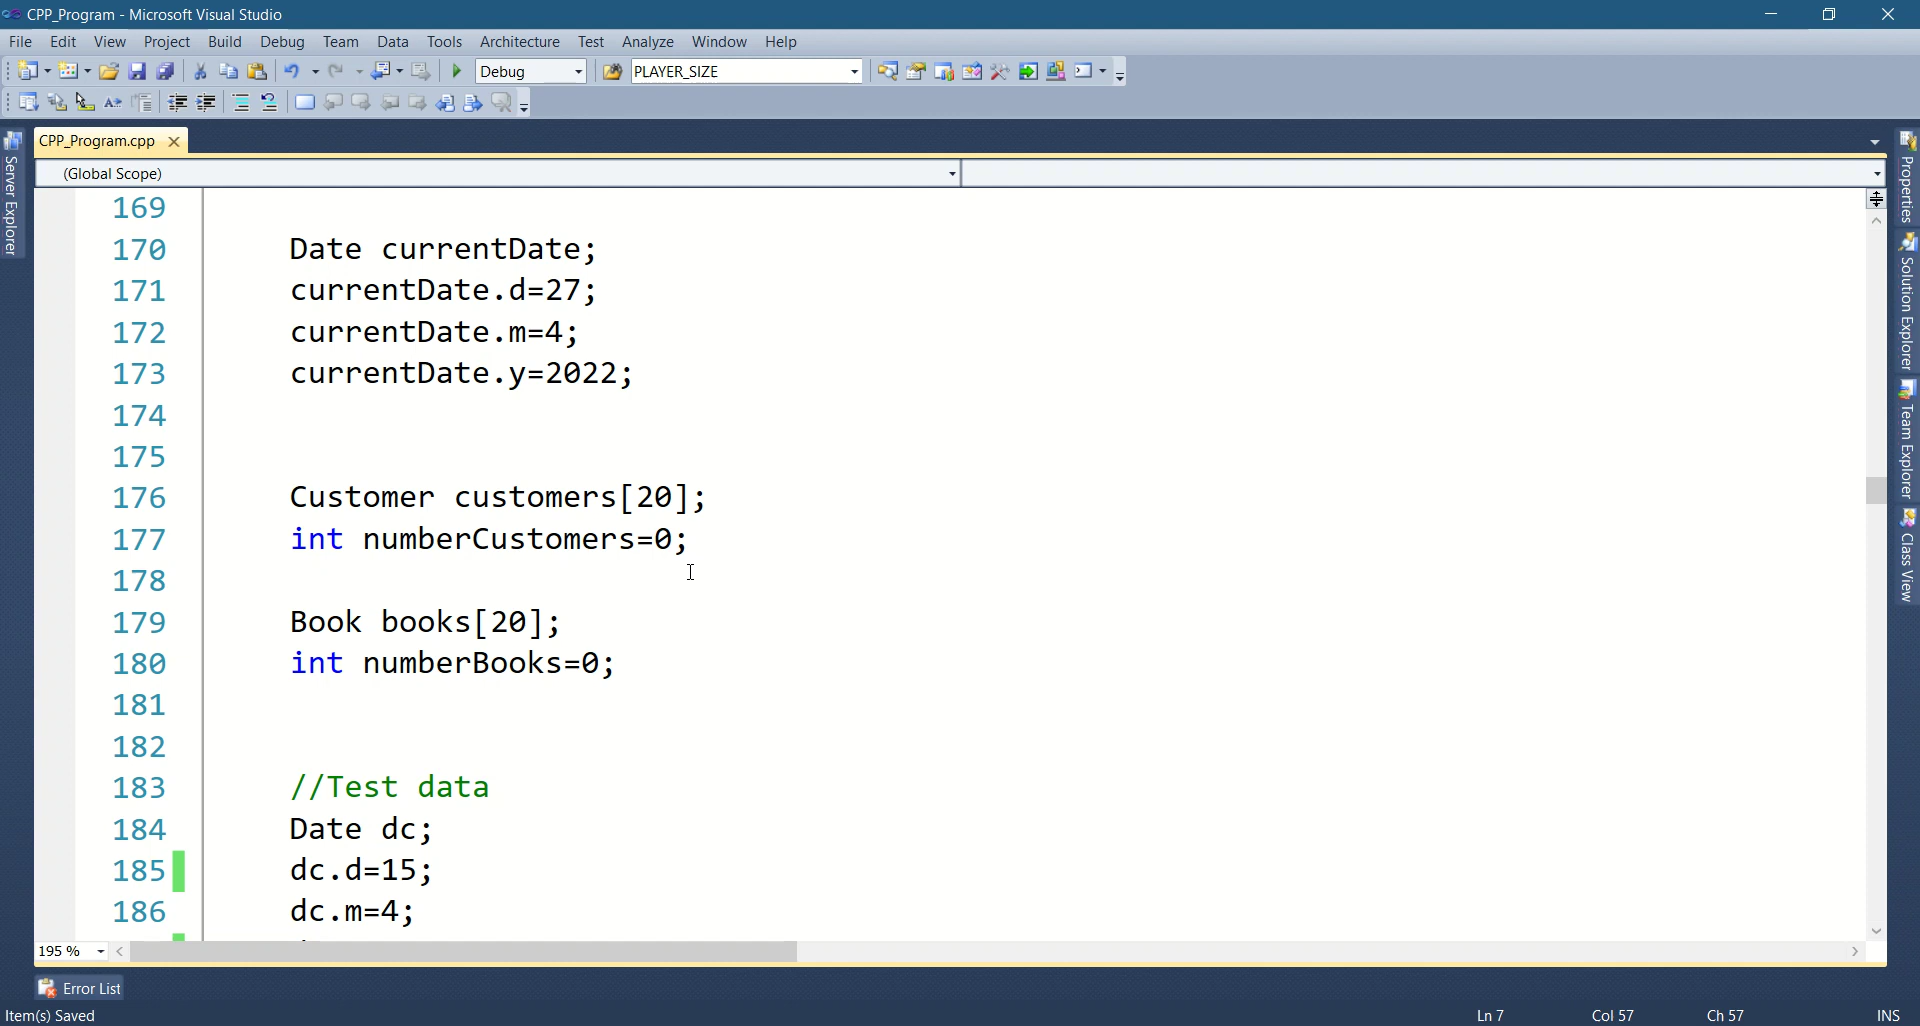 CPP_Program - Microsoft Visual Studio
File Edit View Project Build Debug Team Data Tools Architecture Test Analyze Window Help
Debug PLAYER_SIZE
CPP_Program.cpp
(Global Scope)
Server Explorer
Properties
Solution Explorer
Team Explorer
Class View
169
170 Date currentDate;
171 currentDate.d=27;
172 currentDate.m=4;
173 currentDate.y=2022;
174
175
176 Customer customers[20];
177 int numberCustomers=0;
178
179 Book books[20];
180 int numberBooks=0;
181
182
183 //Test data
184 Date dc;
185 dc.d=15;
186 dc.m=4;
195 %
Error List
Item(s) Saved Ln 7 Col 57 Ch 57 INS